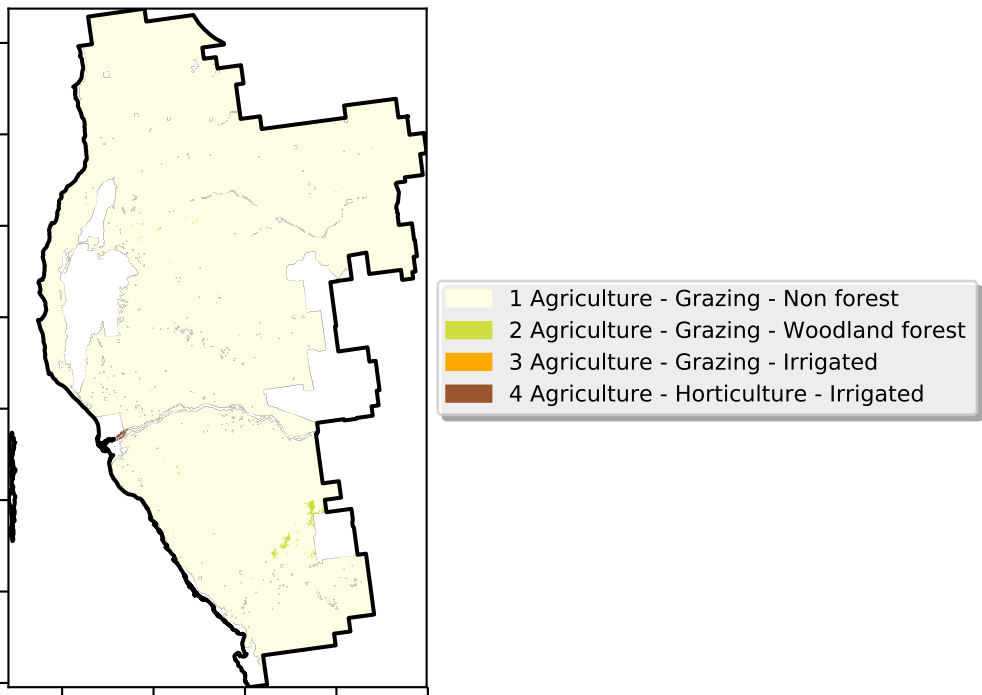 1 Agriculture - Grazing - Non forest
2 Agriculture - Grazing - Woodland forest
3 Agriculture - Grazing - Irrigated
4 Agriculture - Horticulture - Irrigated